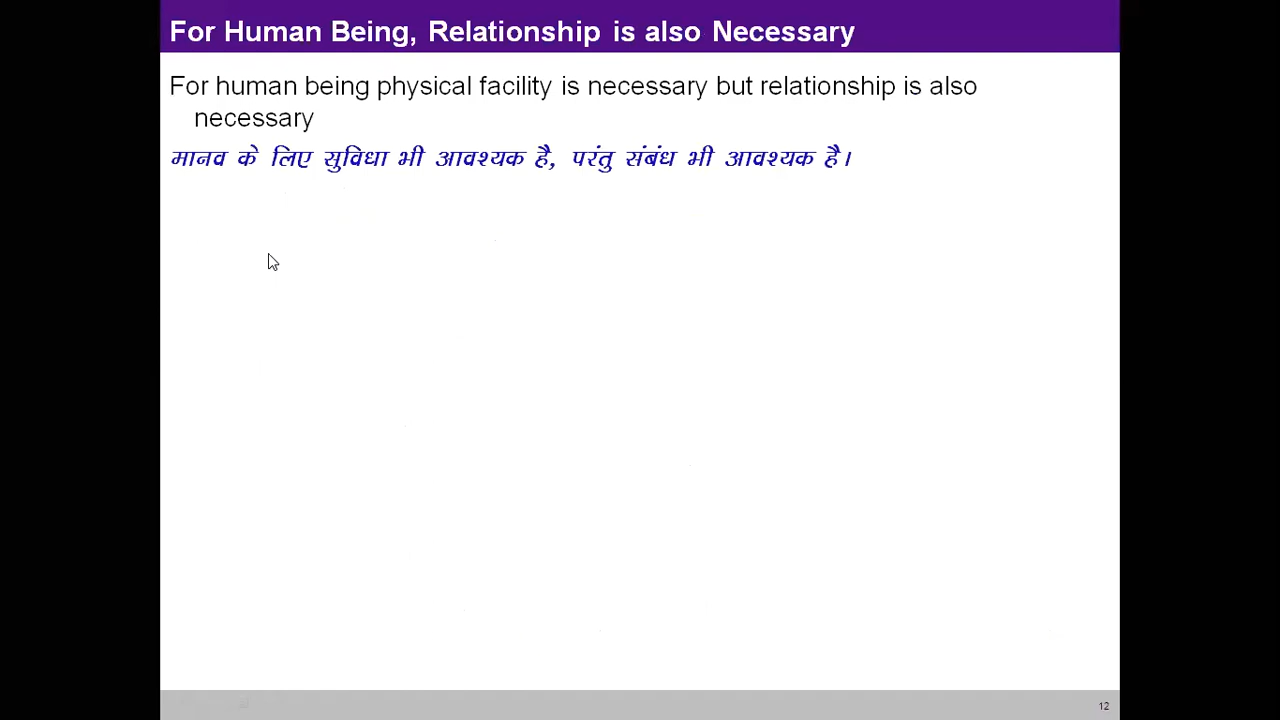 For Human Being, Relationship is also Necessary
For human being physical facility is necessary but relationship is also
necessary
मानव के लिए सुविधा भी आवश्यक है, परंतु संबंध भी आवश्यक है।
12